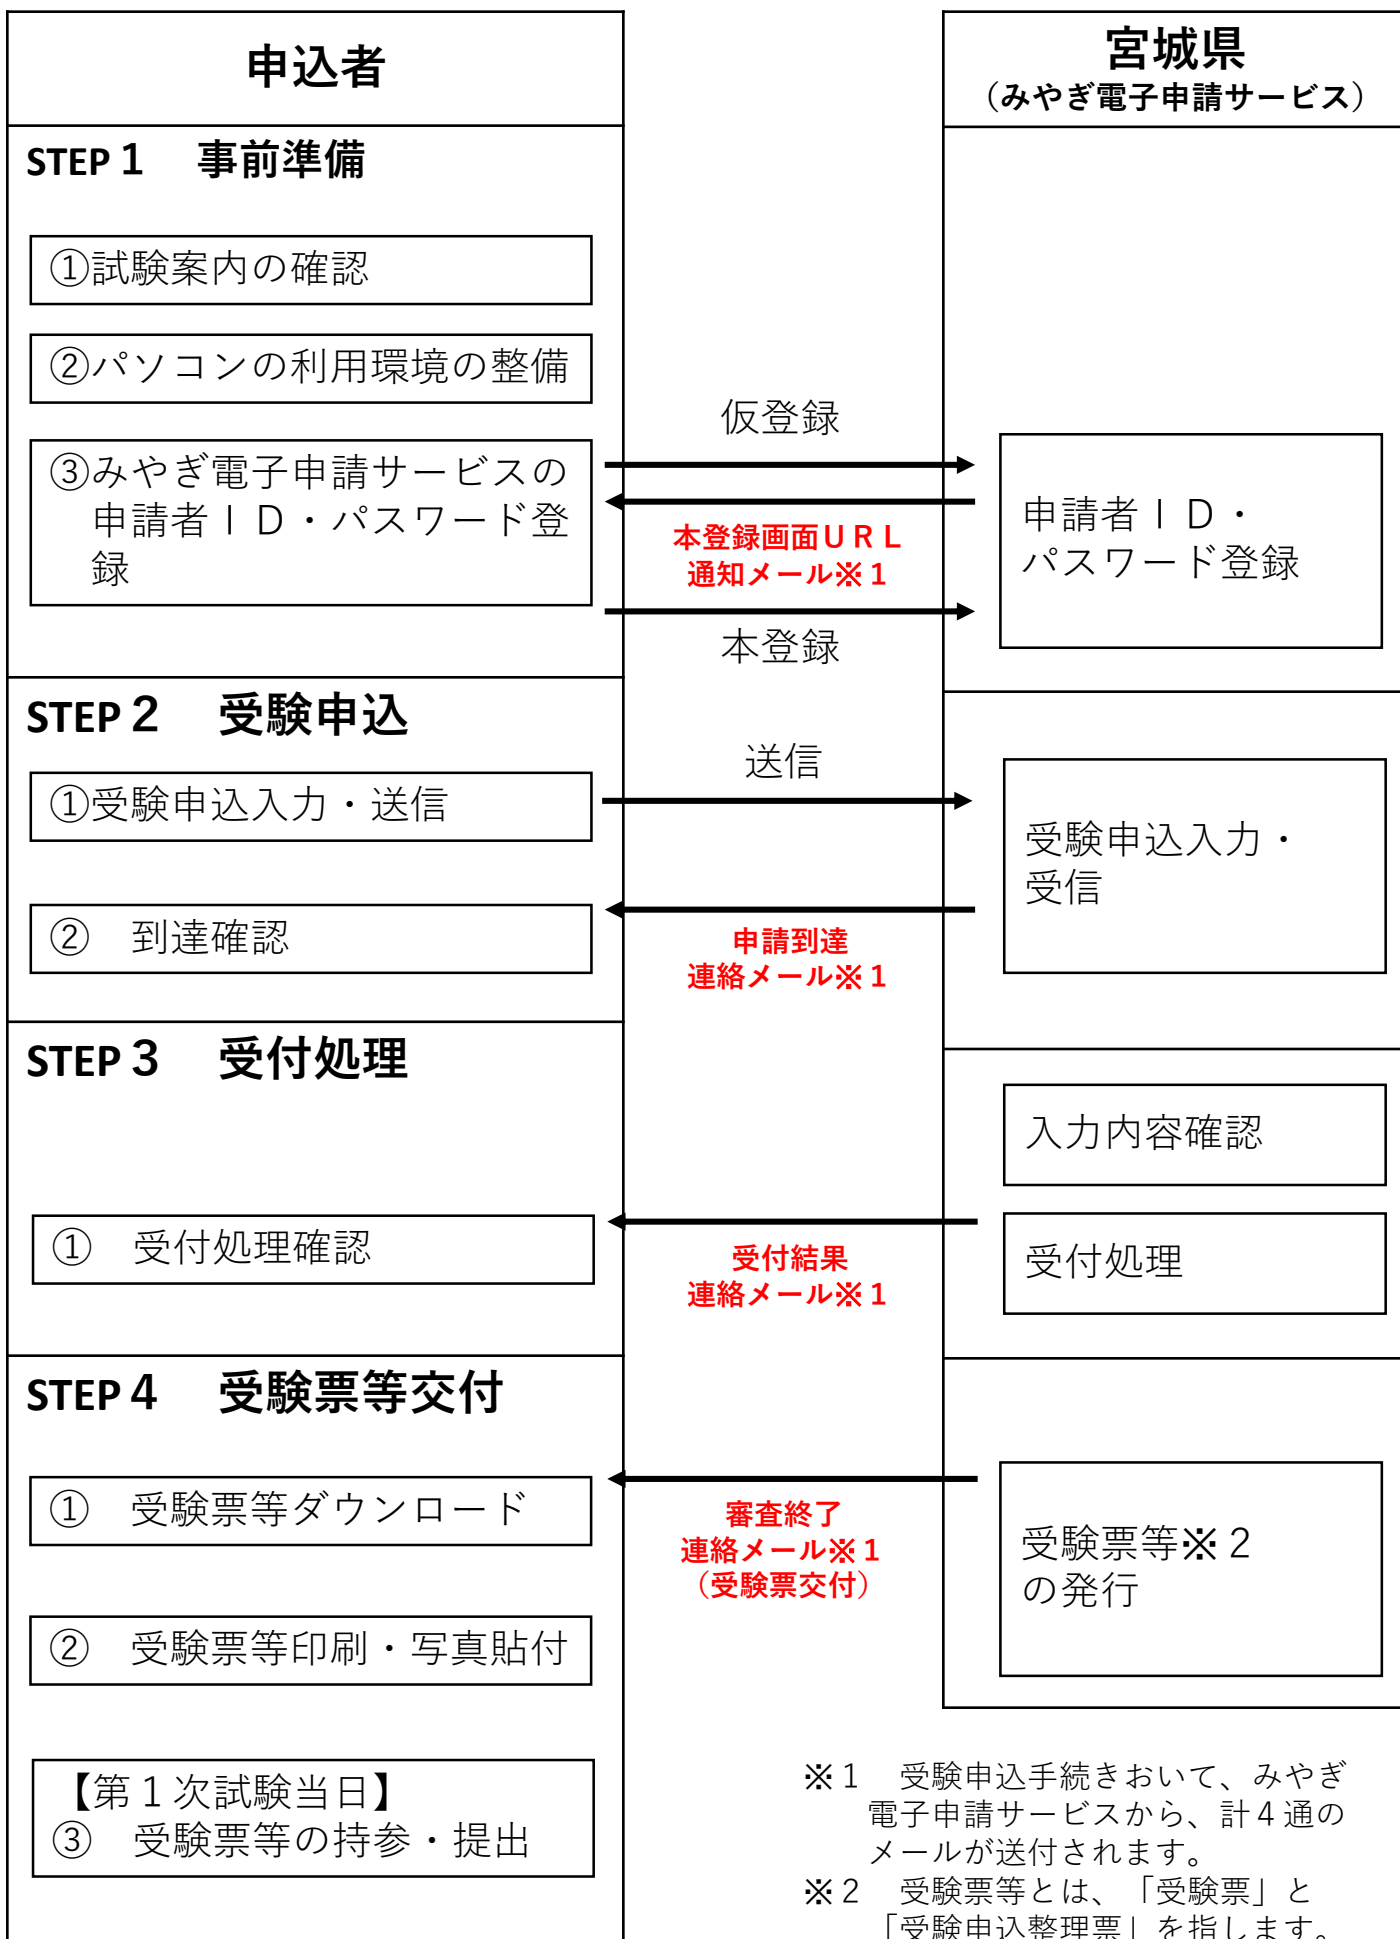 申込者
宮城県
（みやぎ電子申請サービス）
STEP１　事前準備
①試験案内の確認
②パソコンの利用環境の整備
③みやぎ電子申請サービスの
申請者ＩＤ・パスワード登
録
仮登録
本登録画面ＵＲＬ
通知メール※１
本登録
申請者ＩＤ・
パスワード登録
STEP２　受験申込
①受験申込入力・送信
送信
受験申込入力・
受信
②　到達確認
申請到達
連絡メール※１
STEP３　受付処理
入力内容確認
①　受付処理確認
受付結果
連絡メール※１
受付処理
STEP４　受験票等交付
①　受験票等ダウンロード
審査終了
連絡メール※１
（受験票交付）
受験票等※２
の発行
②　受験票等印刷・写真貼付
【第１次試験当日】
③　受験票等の持参・提出
※１　受験申込手続きおいて、みやぎ
電子申請サービスから、計４通の
メールが送付されます。
※２　受験票等とは、「受験票」と
「受験申込整理票」を指します。